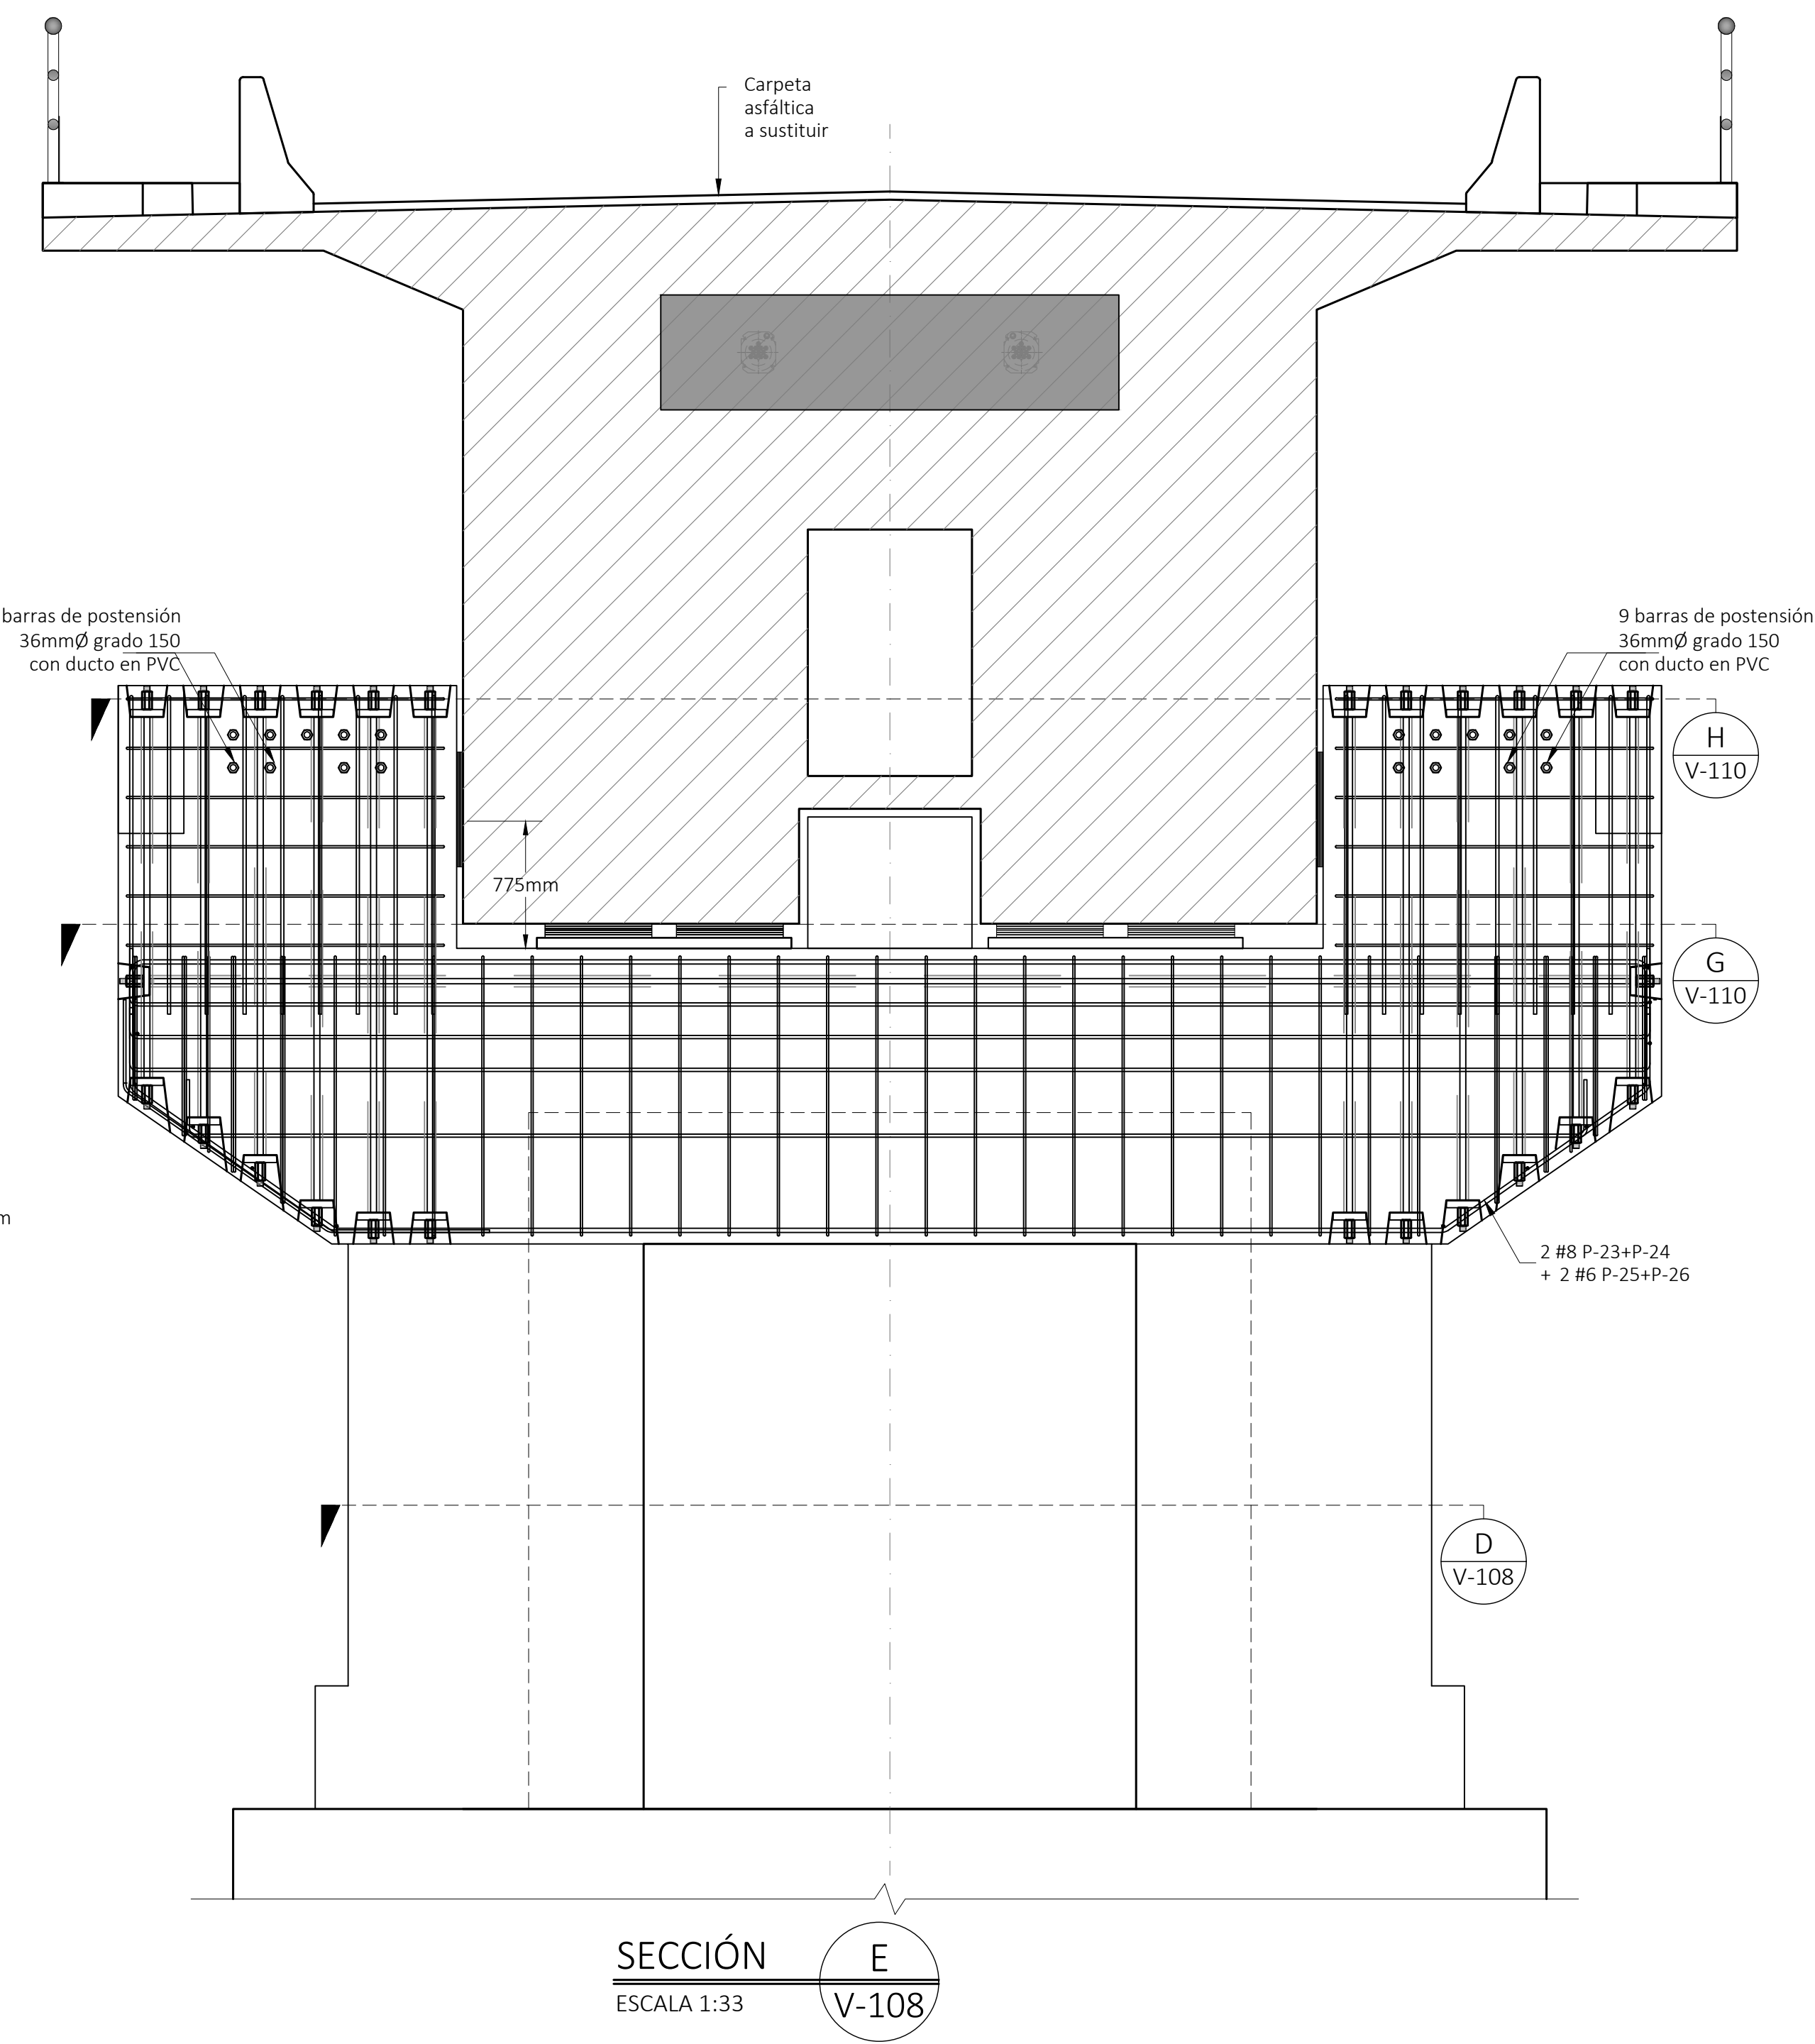 Carpeta
asfáltica
a sustituir
barras de postensión
36mmØ grado 150
con ducto en PVC
9 barras de postensión
36mmØ grado 150
con ducto en PVC
H
V-110
775mm
G
V-110
m
2 #8 P-23+P-24
+ 2 #6 P-25+P-26
D
V-108
SECCIÓN
ESCALA 1:33
E
V-108